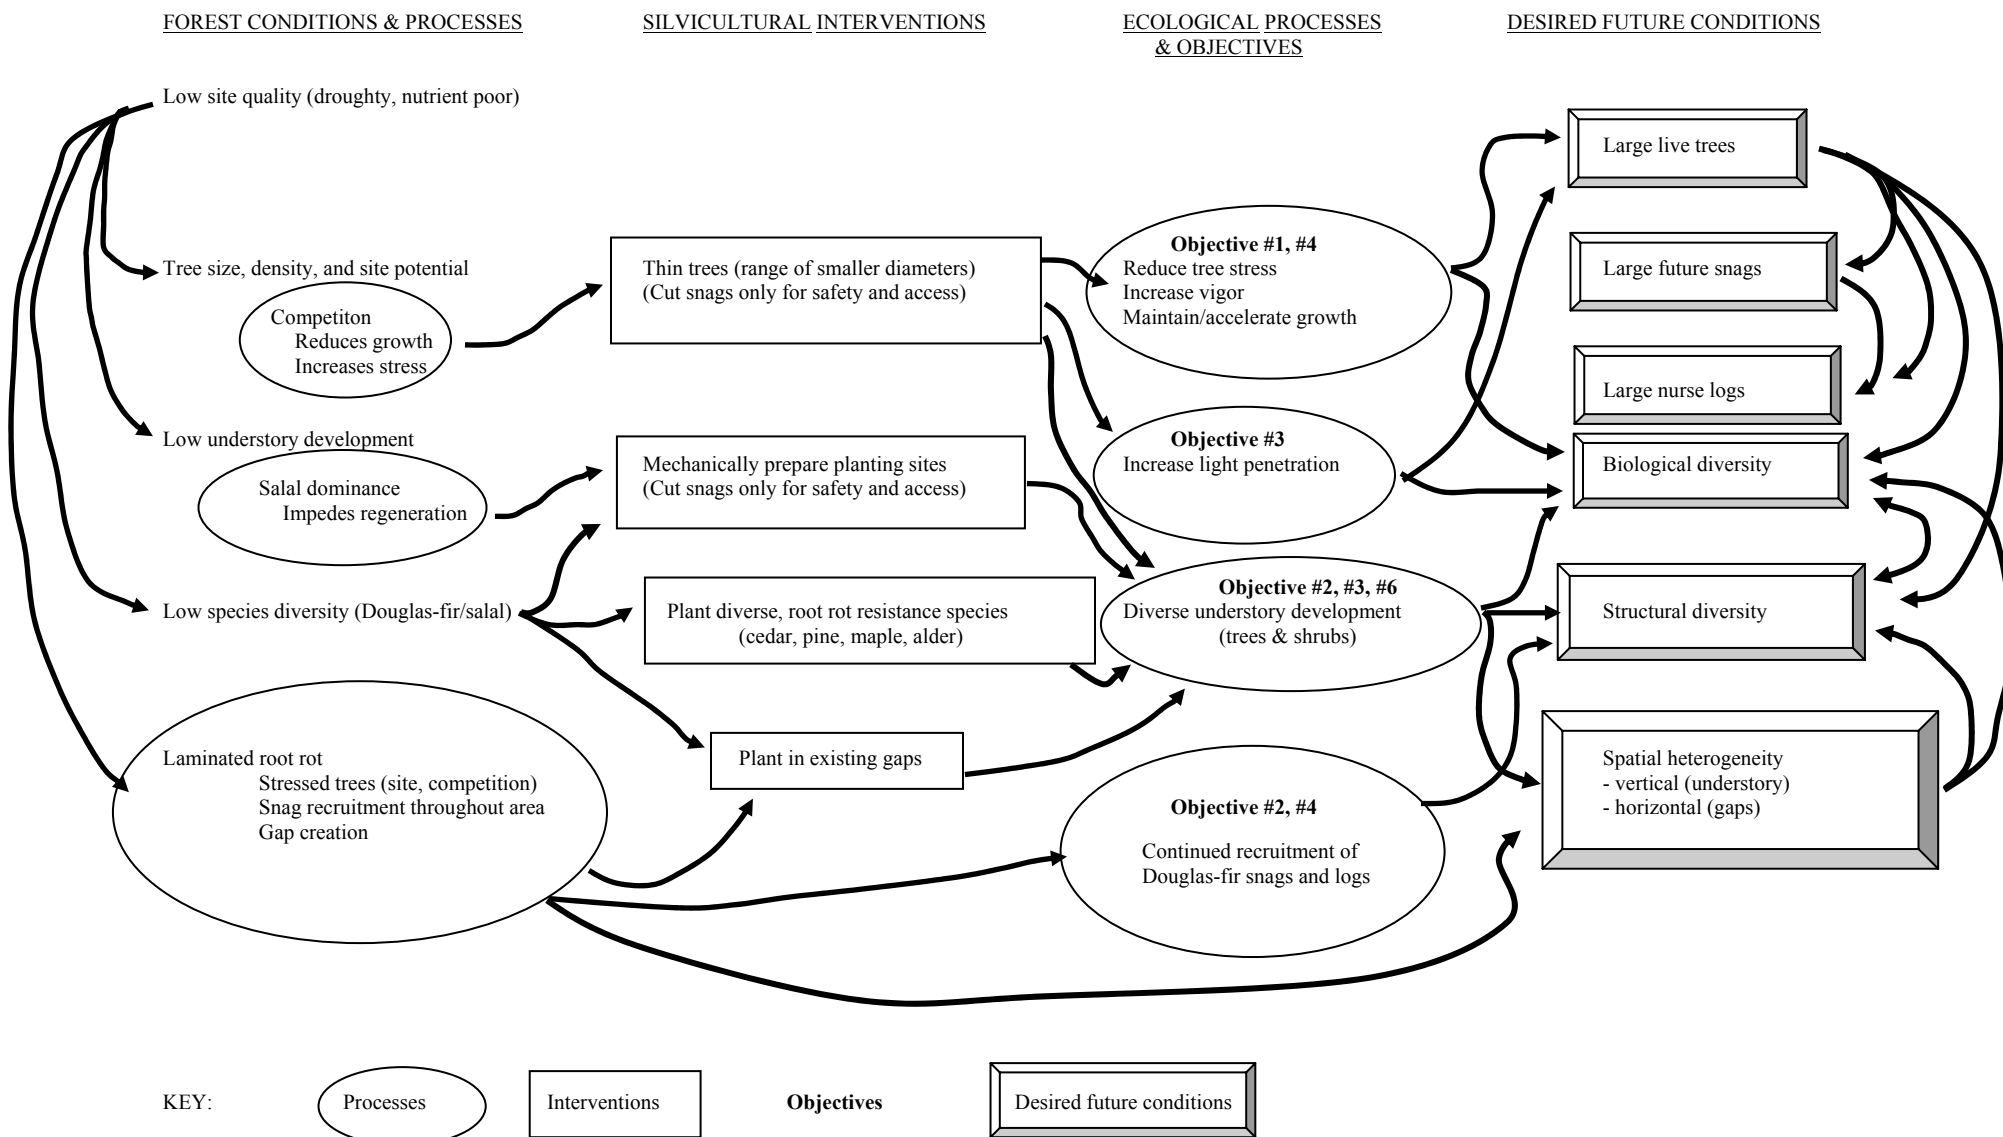 FOREST CONDITIONS & PROCESSES
SILVICULTURAL INTERVENTIONS
ECOLOGICAL PROCESSES
& OBJECTIVES
DESIRED FUTURE CONDITIONS
Low site quality (droughty, nutrient poor)
Tree size, density, and site potential
Competiton
Reduces growth
Increases stress
Low understory development
Salal dominance
Impedes regeneration
Low species diversity (Douglas-fir/salal)
Laminated root rot
Stressed trees (site, competition)
Snag recruitment throughout area
Gap creation
Thin trees (range of smaller diameters)
(Cut snags only for safety and access)
Mechanically prepare planting sites
(Cut snags only for safety and access)
Plant diverse, root rot resistance species
(cedar, pine, maple, alder)
Plant in existing gaps
Objective #1, #4
Reduce tree stress
Increase vigor
Maintain/accelerate growth
Objective #3
Increase light penetration
Objective #2, #3, #6
Diverse understory development
(trees & shrubs)
Objective #2, #4
Continued recruitment of
Douglas-fir snags and logs
Large live trees
Large future snags
Large nurse logs
Biological diversity
Structural diversity
Spatial heterogeneity
- vertical (understory)
- horizontal (gaps)
KEY:
Processes
Interventions
Objectives
Desired future conditions